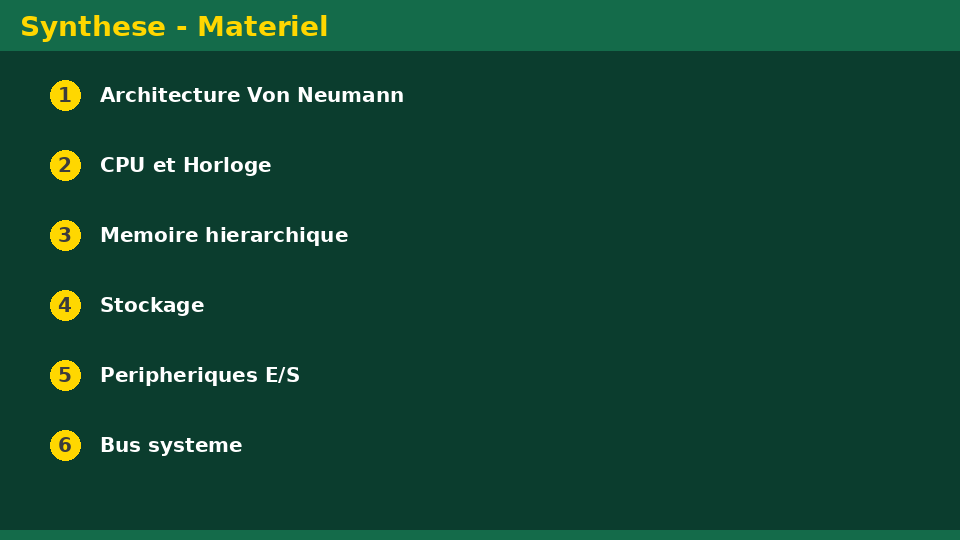 Synthese - Materiel
1 Architecture Von Neumann
2 CPU et Horloge
3 Memoire hierarchique
4 Stockage
5 Peripheriques E/S
6 Bus systeme